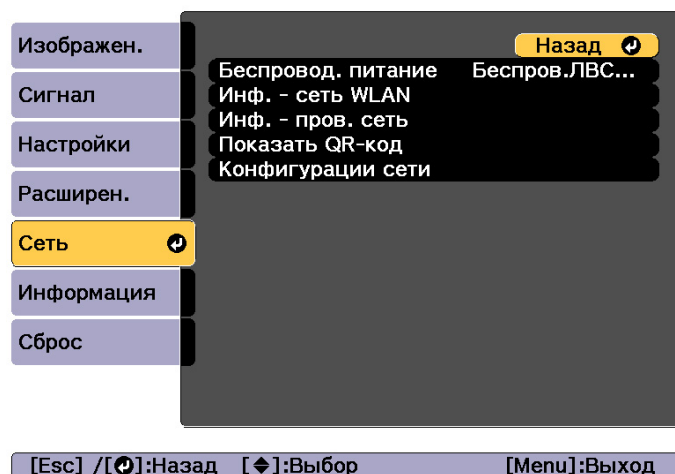 Изображен.
Сигнал
Настройки
Расширен.
Сеть
Информация
Сброс
Назад
Беспровод. питание Беспров.ЛВС...
Инф. - сеть WLAN
Инф. - пров. сеть
Показать QR-код
Конфигурации сети
[Esc] /[⏎]:Назад [◆]:Выбор [Menu]:Выход